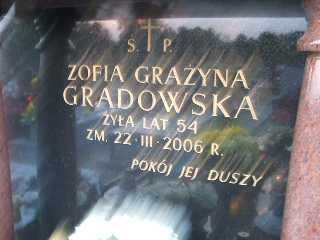 Ś. P.
ZOFIA GRAŻYNA
GRADOWSKA
ŻYŁA LAT 54
ZM. 22·III·2006 R.
POKÓJ JEJ DUSZY